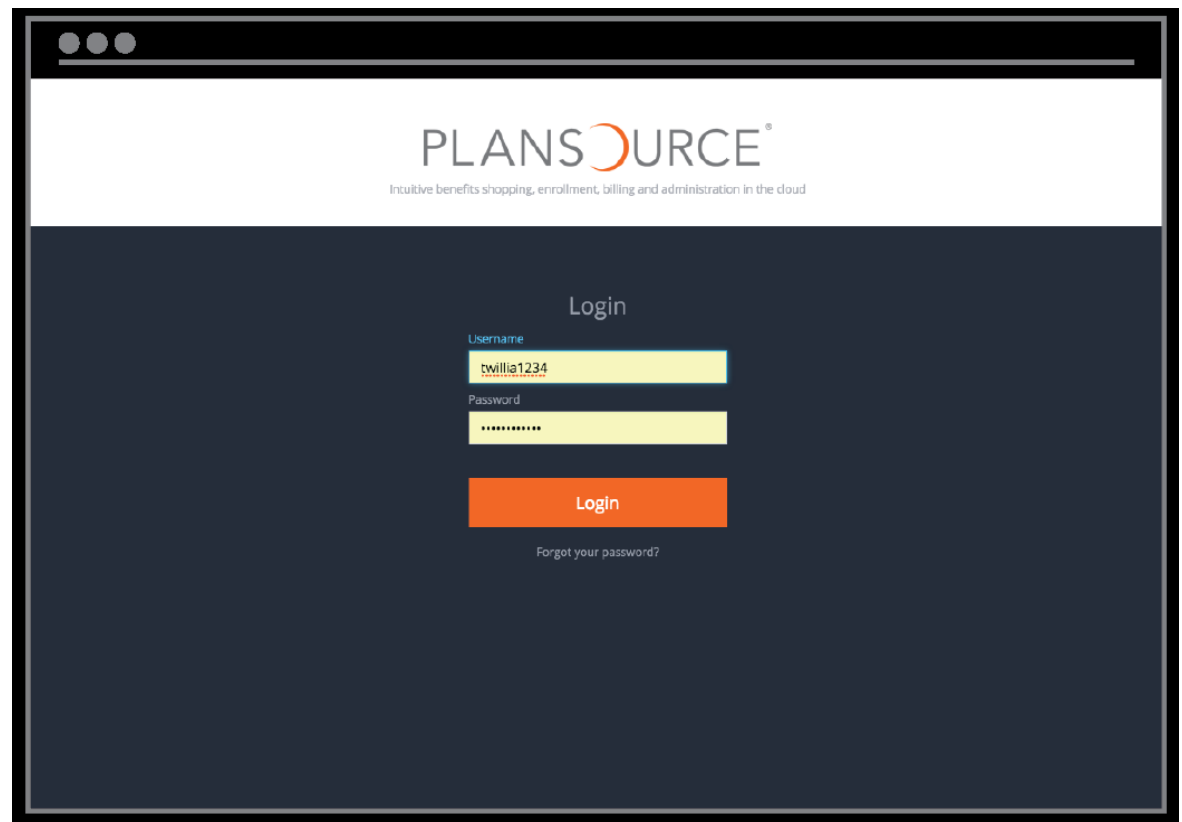 PLANSOURCE®
Intuitive benefits shopping, enrollment, billing and administration in the cloud
Login
Username
twillia1234
Password
••••••••••••
Login
Forgot your password?